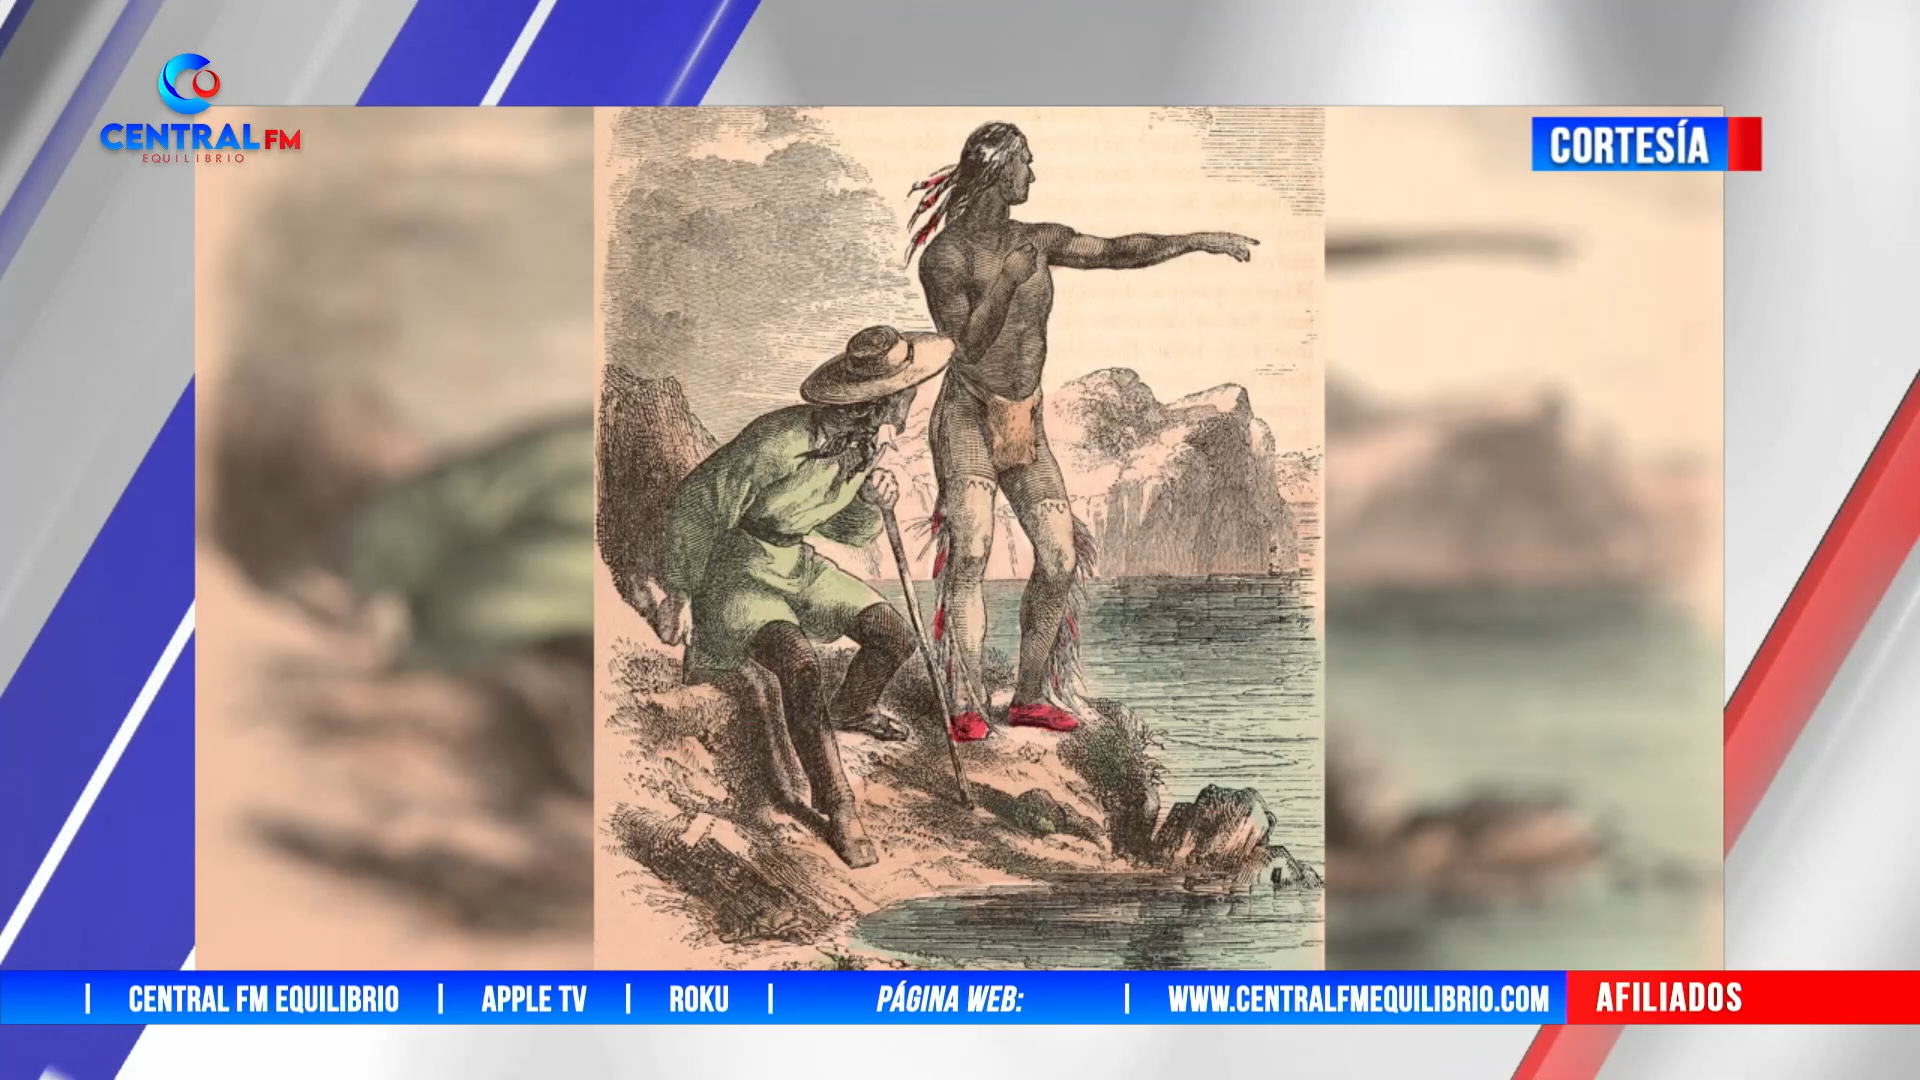 CENTRAL FM
EQUILIBRIO
CORTESÍA
| CENTRAL FM EQUILIBRIO | APPLE TV | ROKU | PÁGINA WEB: | WWW.CENTRALFMEQUILIBRIO.COM
AFILIADOS